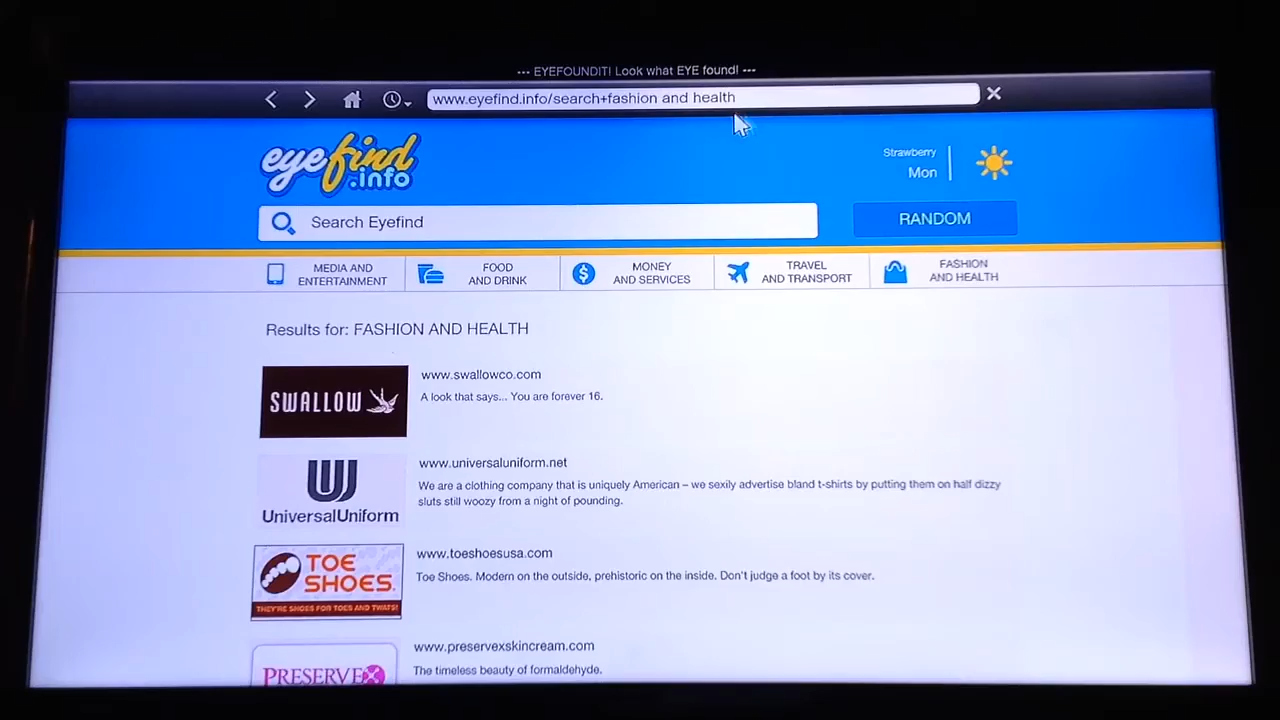 --- EYEFOUNDIT! Look what EYE found! ---
www.eyefind.info/search+fashion and health
eyefind
.info
Strawberry
Mon
Search Eyefind
RANDOM
MEDIA AND
ENTERTAINMENT
FOOD
AND DRINK
MONEY
AND SERVICES
TRAVEL
AND TRANSPORT
FASHION
AND HEALTH
Results for: FASHION AND HEALTH
SWALLOW
www.swallowco.com
A look that says... You are forever 16.
UniversalUniform
www.universaluniform.net
We are a clothing company that is uniquely American – we sexily advertise bland t-shirts by putting them on half dizzy
sluts still woozy from a night of pounding.
TOE
SHOES.
THEY'RE SHOES FOR TOES AND TWATS!
www.toeshoesusa.com
Toe Shoes. Modern on the outside, prehistoric on the inside. Don't judge a foot by its cover.
PRESERVEX
www.preservexskincream.com
The timeless beauty of formaldehyde.